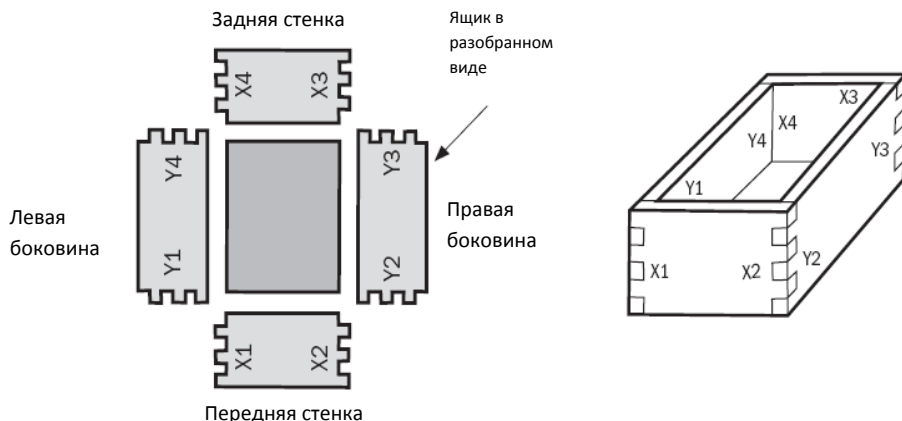 Задняя стенка
Ящик в
разобранном
виде
X4 X3
Y4 Y3
Левая
боковина
Правая
боковина
Y1 Y2
X1 X2
Передняя стенка
X3
X4
Y4
Y3
Y1
Y2
X1 X2